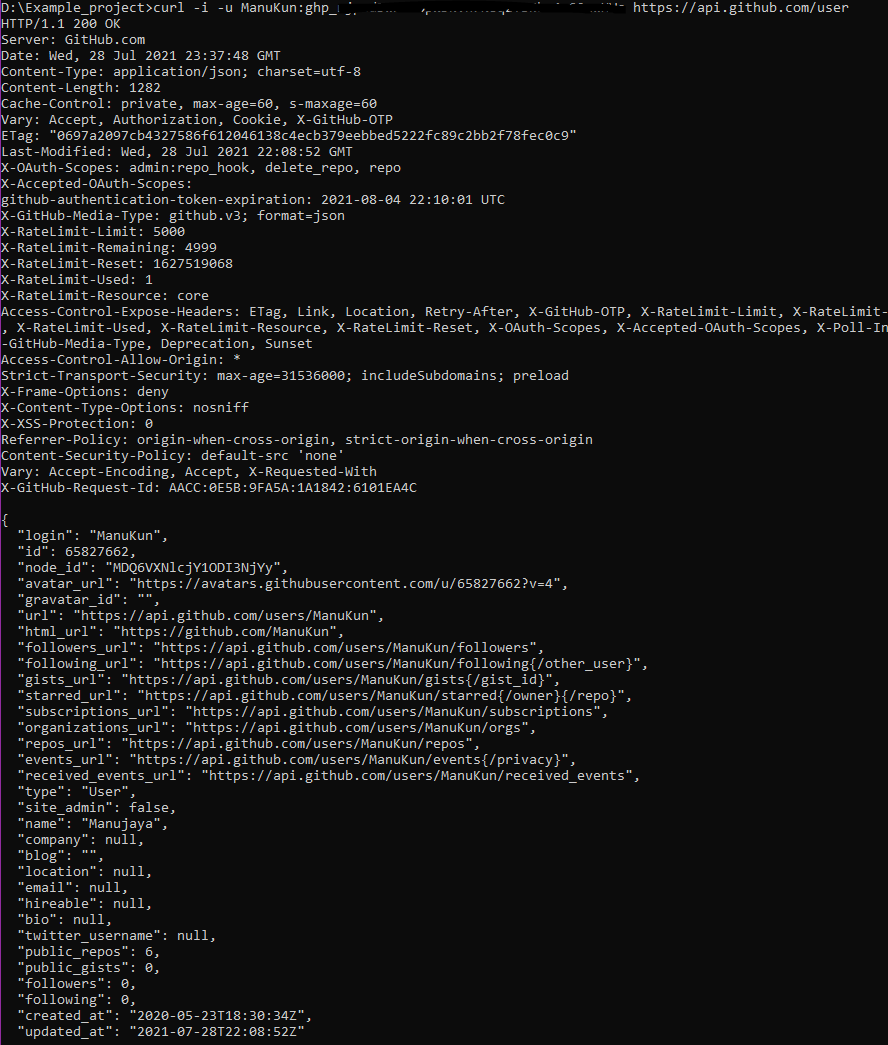 D:\Example_project>curl -i -u ManuKun:ghp_ https://api.github.com/user
HTTP/1.1 200 OK
Server: GitHub.com
Date: Wed, 28 Jul 2021 23:37:48 GMT
Content-Type: application/json; charset=utf-8
Content-Length: 1282
Cache-Control: private, max-age=60, s-maxage=60
Vary: Accept, Authorization, Cookie, X-GitHub-OTP
ETag: "0697a2097cb4327586f612046138c4ecb379eebbed5222fc89c2bb2f78fec0c9"
Last-Modified: Wed, 28 Jul 2021 22:08:52 GMT
X-OAuth-Scopes: admin:repo_hook, delete_repo, repo
X-Accepted-OAuth-Scopes:
github-authentication-token-expiration: 2021-08-04 22:10:01 UTC
X-GitHub-Media-Type: github.v3; format=json
X-RateLimit-Limit: 5000
X-RateLimit-Remaining: 4999
X-RateLimit-Reset: 1627519068
X-RateLimit-Used: 1
X-RateLimit-Resource: core
Access-Control-Expose-Headers: ETag, Link, Location, Retry-After, X-GitHub-OTP, X-RateLimit-Limit, X-RateLimit-
, X-RateLimit-Used, X-RateLimit-Resource, X-RateLimit-Reset, X-OAuth-Scopes, X-Accepted-OAuth-Scopes, X-Poll-In
-GitHub-Media-Type, Deprecation, Sunset
Access-Control-Allow-Origin: *
Strict-Transport-Security: max-age=31536000; includeSubdomains; preload
X-Frame-Options: deny
X-Content-Type-Options: nosniff
X-XSS-Protection: 0
Referrer-Policy: origin-when-cross-origin, strict-origin-when-cross-origin
Content-Security-Policy: default-src 'none'
Vary: Accept-Encoding, Accept, X-Requested-With
X-GitHub-Request-Id: AACC:0E5B:9FA5A:1A1842:6101EA4C
{
"login": "ManuKun",
"id": 65827662,
"node_id": "MDQ6VXNlcjY1ODI3NjYy",
"avatar_url": "https://avatars.githubusercontent.com/u/65827662?v=4",
"gravatar_id": "",
"url": "https://api.github.com/users/ManuKun",
"html_url": "https://github.com/ManuKun",
"followers_url": "https://api.github.com/users/ManuKun/followers",
"following_url": "https://api.github.com/users/ManuKun/following{/other_user}",
"gists_url": "https://api.github.com/users/ManuKun/gists{/gist_id}",
"starred_url": "https://api.github.com/users/ManuKun/starred{/owner}{/repo}",
"subscriptions_url": "https://api.github.com/users/ManuKun/subscriptions",
"organizations_url": "https://api.github.com/users/ManuKun/orgs",
"repos_url": "https://api.github.com/users/ManuKun/repos",
"events_url": "https://api.github.com/users/ManuKun/events{/privacy}",
"received_events_url": "https://api.github.com/users/ManuKun/received_events",
"type": "User",
"site_admin": false,
"name": "Manujaya",
"company": null,
"blog": "",
"location": null,
"email": null,
"hireable": null,
"bio": null,
"twitter_username": null,
"public_repos": 6,
"public_gists": 0,
"followers": 0,
"following": 0,
"created_at": "2020-05-23T18:30:34Z",
"updated_at": "2021-07-28T22:08:52Z"